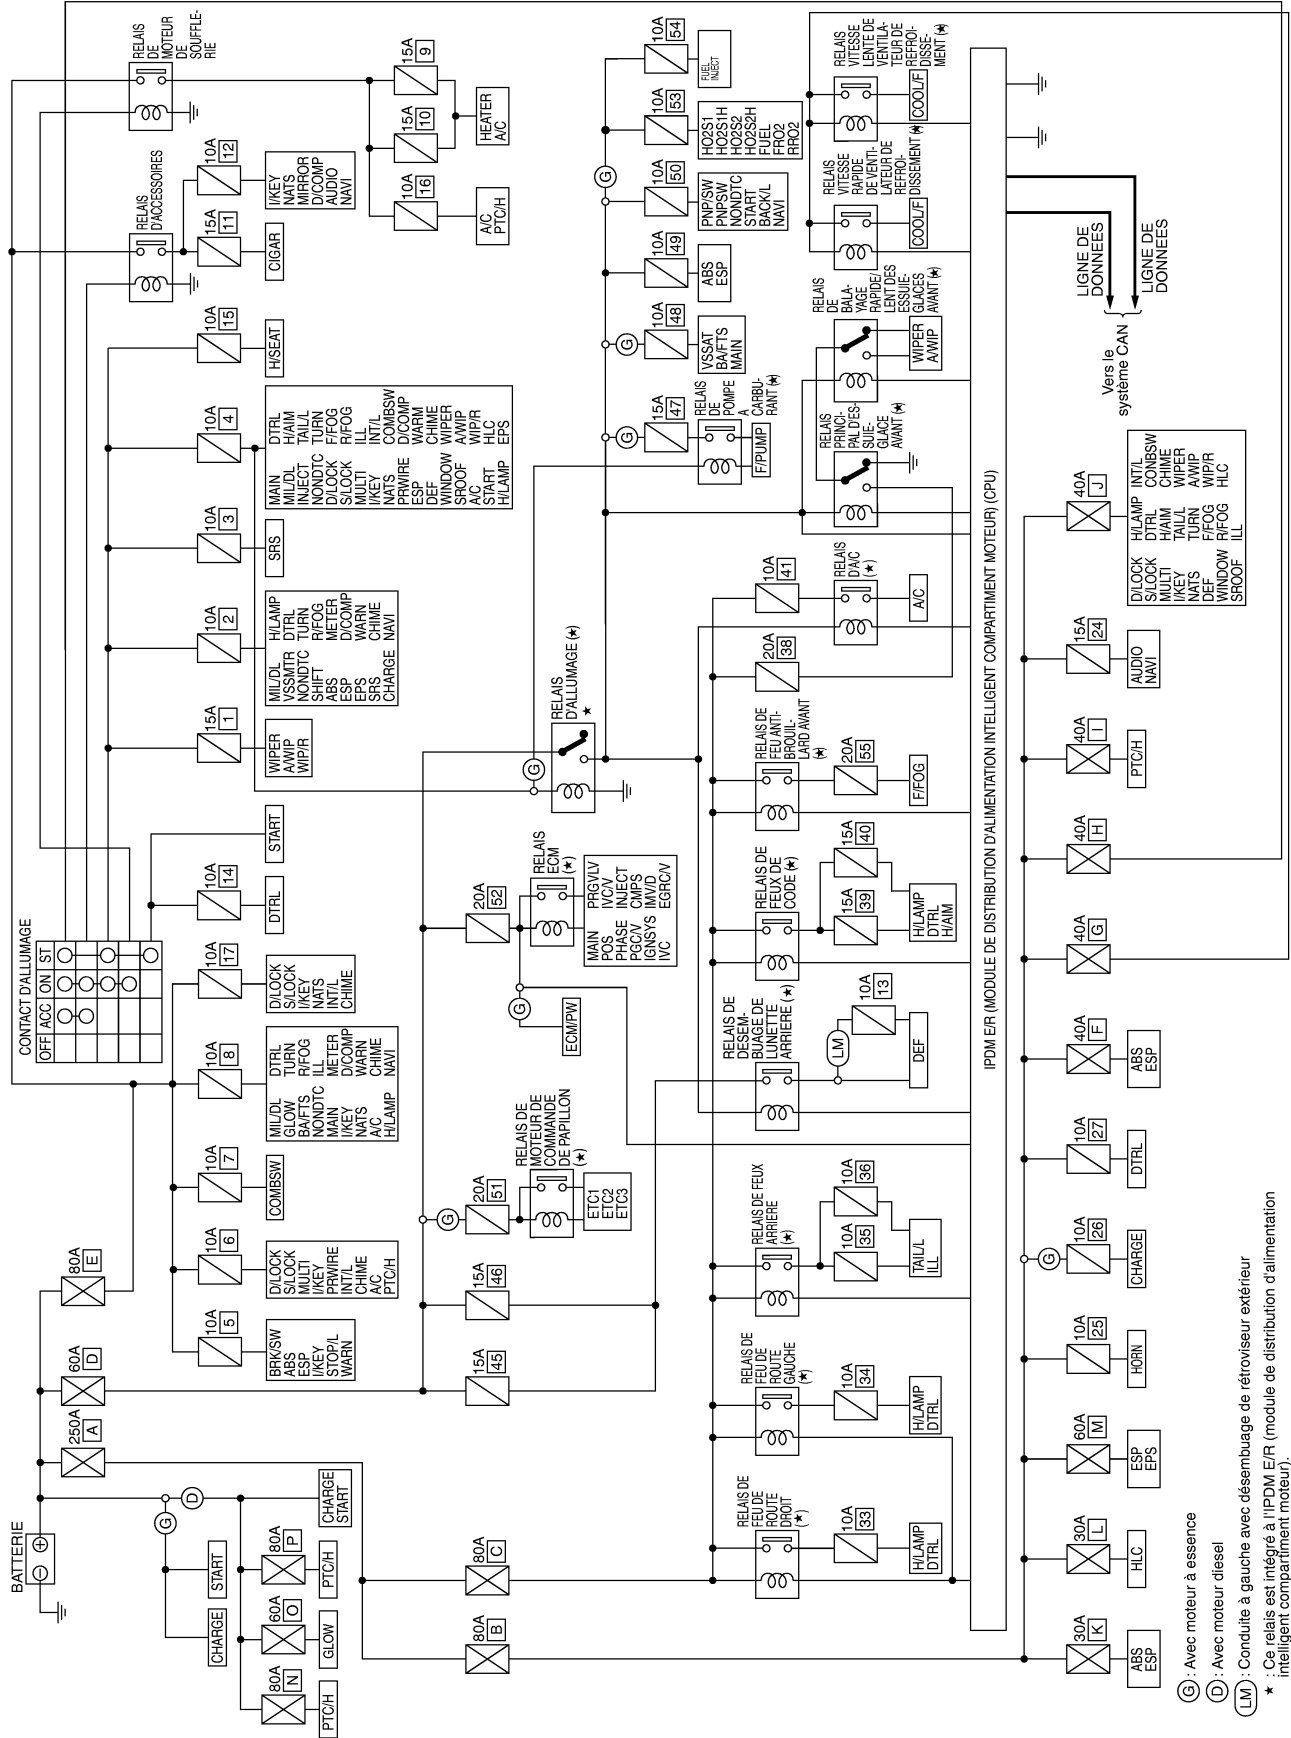 BATTERIE
250A
A
60A
D
80A
E
CONTACT D'ALLUMAGE
OFF
ACC
ON
ST
CHARGE
START
G
D
CHARGE
START
80A
N
PTC/H
60A
O
GLOW
80A
P
PTC/H
10A
5
BRK/SW
ABS
ESP
I/KEY
STOP/L
WARN
10A
6
D/LOCK
S/LOCK
MULTI
I/KEY
PRWIRE
INT/L
CHIME
A/C
PTC/H
10A
7
COMBSW
10A
8
MIL/DL
GLOW
BA/FTS
NONDTC
MAIN
I/KEY
NATS
A/C
H/LAMP
DTRL
TURN
R/FOG
ILL
METER
D/COMP
WARN
CHIME
NAVI
10A
17
D/LOCK
S/LOCK
I/KEY
NATS
INT/L
CHIME
10A
14
DTRL
START
15A
1
WIPER
A/WIP
WIP/R
10A
2
MIL/DL
VSSMTR
NONDTC
SHIFT
ABS
ESP
EPS
SRS
CHARGE
H/LAMP
DTRL
TURN
R/FOG
METER
D/COMP
WARN
CHIME
NAVI
10A
3
SRS
10A
4
MAIN
MIL/DL
INJECT
NONDTC
D/LOCK
S/LOCK
MULTI
I/KEY
NATS
PRWIRE
ESP
DEF
WINDOW
SROOF
A/C
START
H/LAMP
DTRL
H/AIM
TAIL/L
TURN
F/FOG
R/FOG
ILL
INT/L
COMBSW
D/COMP
WARM
CHIME
WIPER
A/WIP
WIP/R
HLC
EPS
10A
15
H/SEAT
RELAIS
D'ACCESSOIRES
15A
11
CIGAR
10A
12
I/KEY
NATS
MIRROR
D/COMP
AUDIO
NAVI
RELAIS
DE
MOTEUR
DE
SOUFFLE-
RIE
10A
16
A/C
PTC/H
15A
10
15A
9
HEATER
A/C
15A
45
15A
46
G
20A
51
RELAIS DE
MOTEUR DE
COMMANDE
DE PAPILLON
(★)
ETC1
ETC2
ETC3
G
ECM/PW
20A
52
RELAIS
ECM
(★)
MAIN
POS
PHASE
PGC/V
IGNSYS
IVC
PRGVLV
IVC/V
INJECT
CMPS
IMV/D
EGRC/V
G
RELAIS
D'ALLUMAGE (★)
★
G
15A
47
RELAIS
DE
POMPE
A
CARBU-
RANT (★)
F/PUMP
G
10A
48
VSSAT
BA/FTS
MAIN
10A
49
ABS
ESP
10A
50
PNP/SW
PNPSW
NONDTC
START
BACK/L
NAVI
G
10A
53
HO2S1
HO2S1H
HO2S2
HO2S2H
FUEL
FRO2
RRO2
10A
54
FUEL
INJECT
80A
B
80A
C
RELAIS DE
FEU DE
ROUTE
DROIT
(★)
10A
33
H/LAMP
DTRL
RELAIS DE
FEU DE
ROUTE
GAUCHE
(★)
10A
34
H/LAMP
DTRL
RELAIS DE FEUX
ARRIERE
(★)
10A
35
10A
36
TAIL/L
ILL
RELAIS DE
DESEM-
BUAGE DE
LUNETTE
ARRIERE (★)
LM
10A
13
DEF
RELAIS DE
FEUX DE
CODE (★)
15A
39
15A
40
H/LAMP
DTRL
H/AIM
RELAIS DE
FEU ANTI-
BROUIL-
LARD AVANT
(★)
20A
55
F/FOG
20A
38
10A
41
RELAIS
D'A/C
(★)
A/C
RELAIS
PRINCI-
PAL D'ES-
SUIE-
GLACE
AVANT (★)
RELAIS
DE
BALA-
YAGE
RAPIDE/
LENT DES
ESSUIE-
GLACES
AVANT (★)
WIPER
A/WIP
RELAIS
VITESSE
RAPIDE
DE VENTI-
LATEUR DE
REFROI-
DISSEMENT (★)
COOL/F
RELAIS
VITESSE
LENTE DE
VENTILA-
TEUR DE
REFROI-
DISSE-
MENT (★)
COOL/F
IPDM E/R (MODULE DE DISTRIBUTION D'ALIMENTATION INTELLIGENT COMPARTIMENT MOTEUR) (CPU)
30A
K
ABS
ESP
30A
L
HLC
60A
M
ESP
EPS
10A
25
HORN
G
10A
26
CHARGE
10A
27
DTRL
40A
F
ABS
ESP
40A
G
40A
H
40A
I
PTC/H
15A
24
AUDIO
NAVI
40A
J
D/LOCK
S/LOCK
MULTI
I/KEY
NATS
DEF
WINDOW
SROOF
H/LAMP
DTRL
H/AIM
TAIL/L
TURN
F/FOG
R/FOG
ILL
INT/L
CONBSW
CHIME
WIPER
A/WIP
WIP/R
HLC
Vers le
système CAN
LIGNE DE
DONNEES
LIGNE DE
DONNEES
G : Avec moteur à essence
D : Avec moteur diesel
LM : Conduite à gauche avec désembuage de rétroviseur extérieur
★ : Ce relais est intégré à l'IPDM E/R (module de distribution d'alimentation
intelligent compartiment moteur).